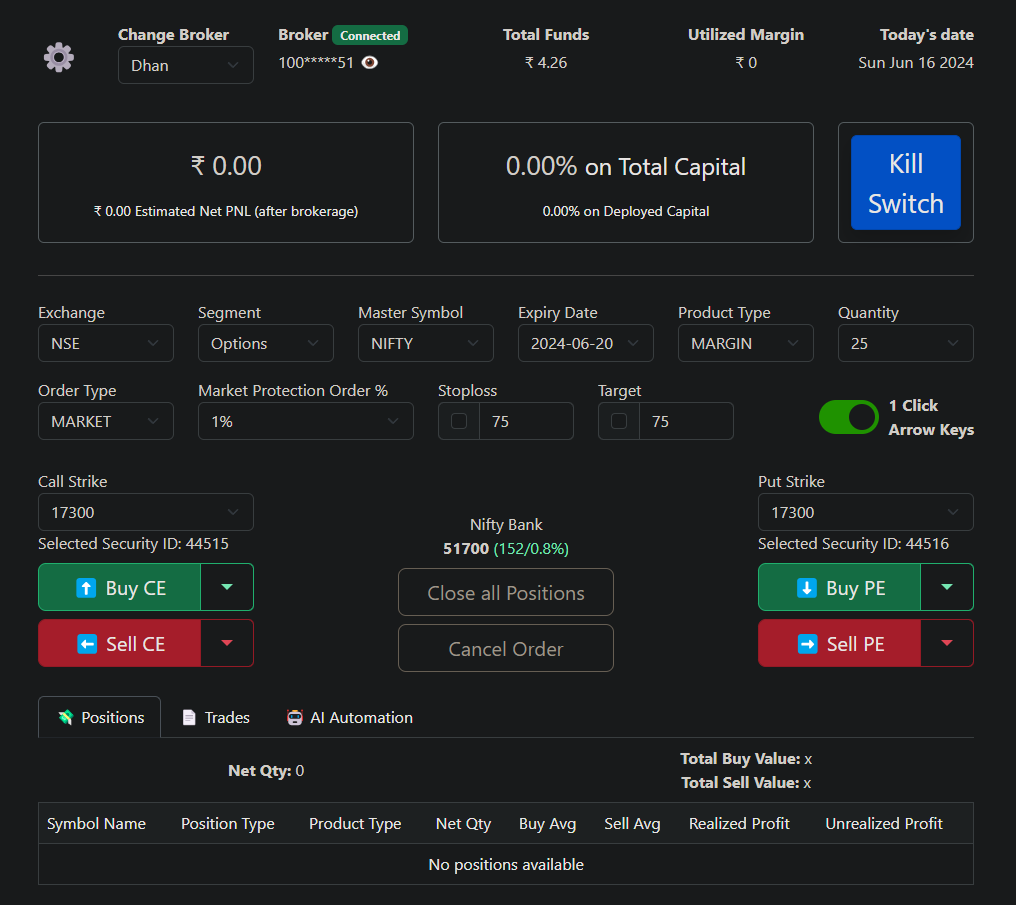 Change Broker
Broker Connected
Total Funds
Utilized Margin
Today's date
Dhan
100*****51
₹ 4.26
₹ 0
Sun Jun 16 2024
₹ 0.00
₹ 0.00 Estimated Net PNL (after brokerage)
0.00% on Total Capital
0.00% on Deployed Capital
Kill
Switch
Exchange
Segment
Master Symbol
Expiry Date
Product Type
Quantity
NSE
Options
NIFTY
2024-06-20
MARGIN
25
Order Type
Market Protection Order %
Stoploss
Target
MARKET
1%
75
75
1 Click
Arrow Keys
Call Strike
17300
Selected Security ID: 44515
Buy CE
Sell CE
Nifty Bank
51700 (152/0.8%)
Close all Positions
Cancel Order
Put Strike
17300
Selected Security ID: 44516
Buy PE
Sell PE
Positions
Trades
AI Automation
Net Qty: 0
Total Buy Value: x
Total Sell Value: x
Symbol Name
Position Type
Product Type
Net Qty
Buy Avg
Sell Avg
Realized Profit
Unrealized Profit
No positions available